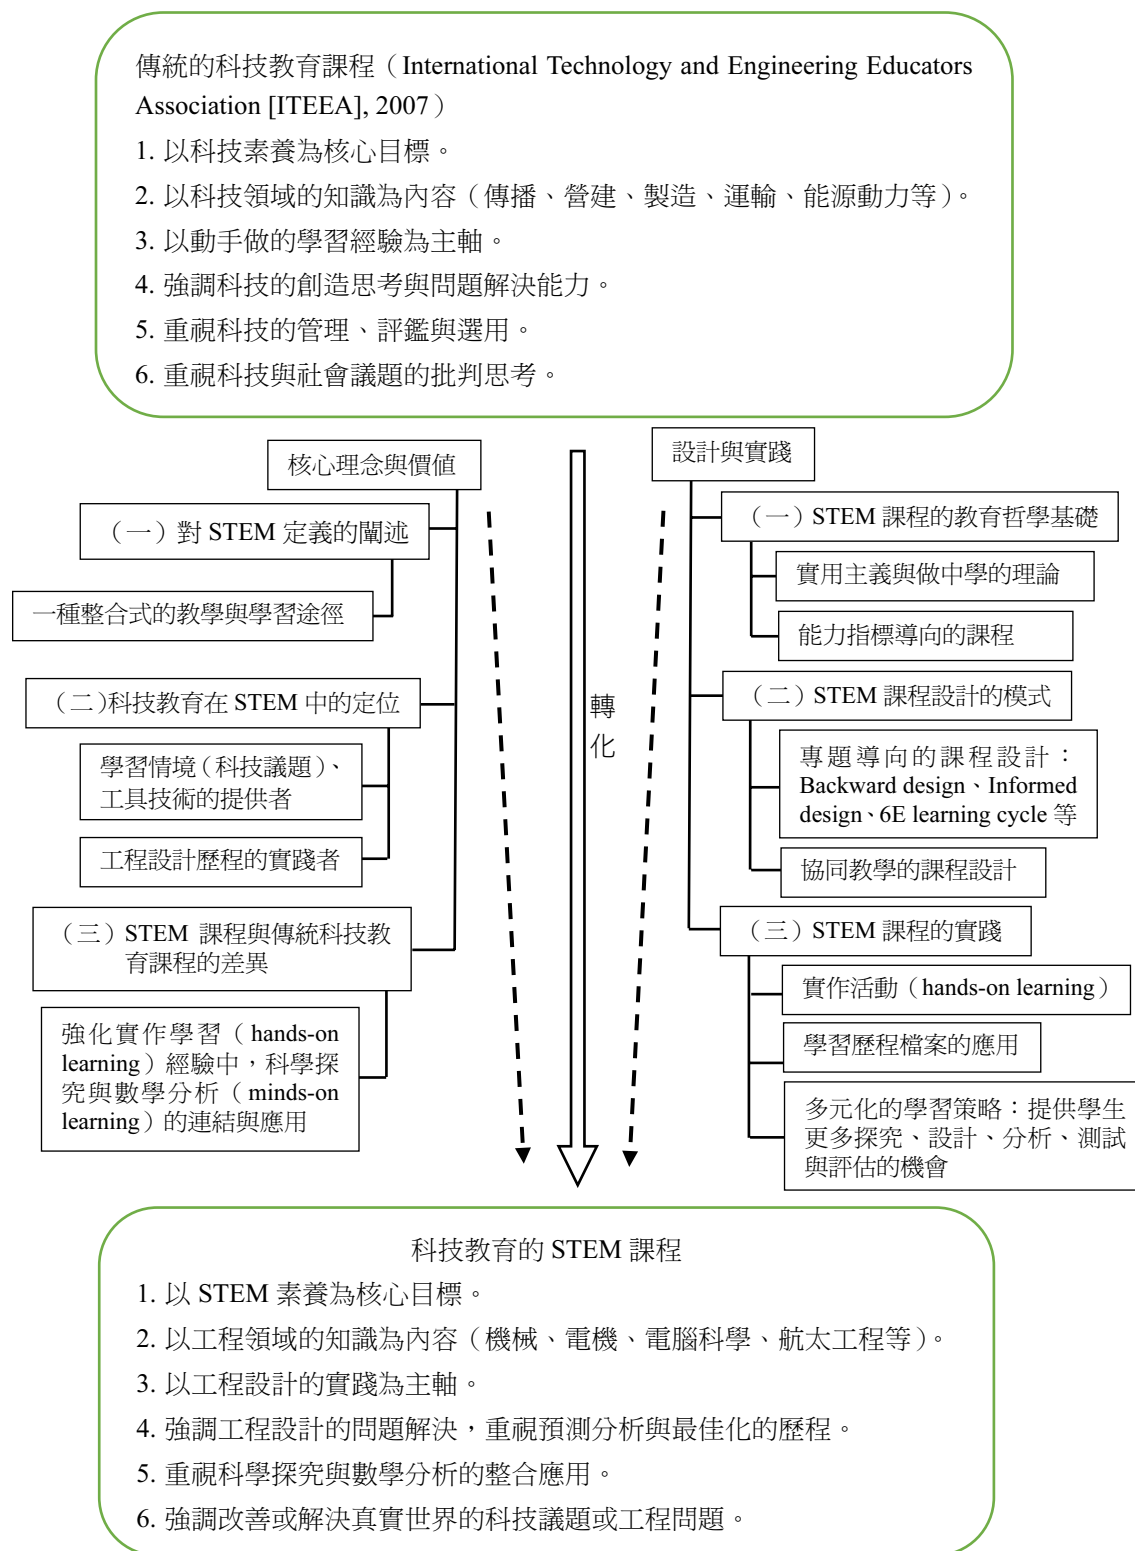 傳統的科技教育課程（International Technology and Engineering Educators
Association [ITEEA], 2007）
1. 以科技素養為核心目標。
2. 以科技領域的知識為內容（傳播、營建、製造、運輸、能源動力等）。
3. 以動手做的學習經驗為主軸。
4. 強調科技的創造思考與問題解決能力。
5. 重視科技的管理、評鑑與選用。
6. 重視科技與社會議題的批判思考。
核心理念與價值
（一）對 STEM 定義的闡述
一種整合式的教學與學習途徑
（二）科技教育在 STEM 中的定位
學習情境（科技議題）、
工具技術的提供者
工程設計歷程的實踐者
（三）STEM 課程與傳統科技教
育課程的差異
強化實作學習（hands-on
learning）經驗中，科學探
究與數學分析（minds-on
learning）的連結與應用
轉
化
設計與實踐
（一）STEM 課程的教育哲學基礎
實用主義與做中學的理論
能力指標導向的課程
（二）STEM 課程設計的模式
專題導向的課程設計：
Backward design、Informed
design、6E learning cycle 等
協同教學的課程設計
（三）STEM 課程的實踐
實作活動（hands-on learning）
學習歷程檔案的應用
多元化的學習策略：提供學生
更多探究、設計、分析、測試
與評估的機會
科技教育的 STEM 課程
1. 以 STEM 素養為核心目標。
2. 以工程領域的知識為內容（機械、電機、電腦科學、航太工程等）。
3. 以工程設計的實踐為主軸。
4. 強調工程設計的問題解決，重視預測分析與最佳化的歷程。
5. 重視科學探究與數學分析的整合應用。
6. 強調改善或解決真實世界的科技議題或工程問題。